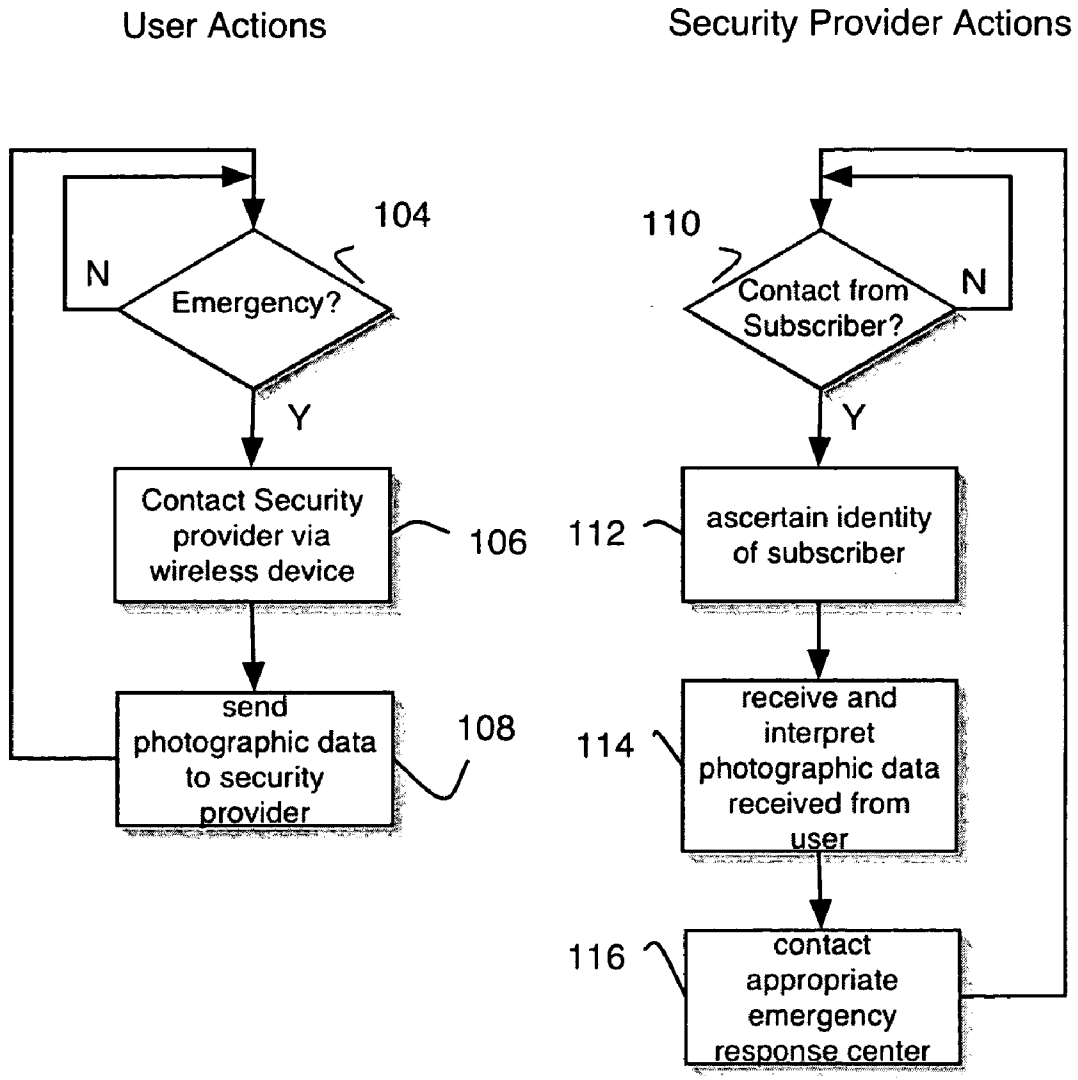 User Actions
Security Provider Actions
104
N
Emergency?
Y
Contact Security
provider via
wireless device
106
send
photographic data
to security
provider
108
110
Contact from
Subscriber?
N
Y
112
ascertain identity
of subscriber
114
receive and
interpret
photographic data
received from
user
116
contact
appropriate
emergency
response center